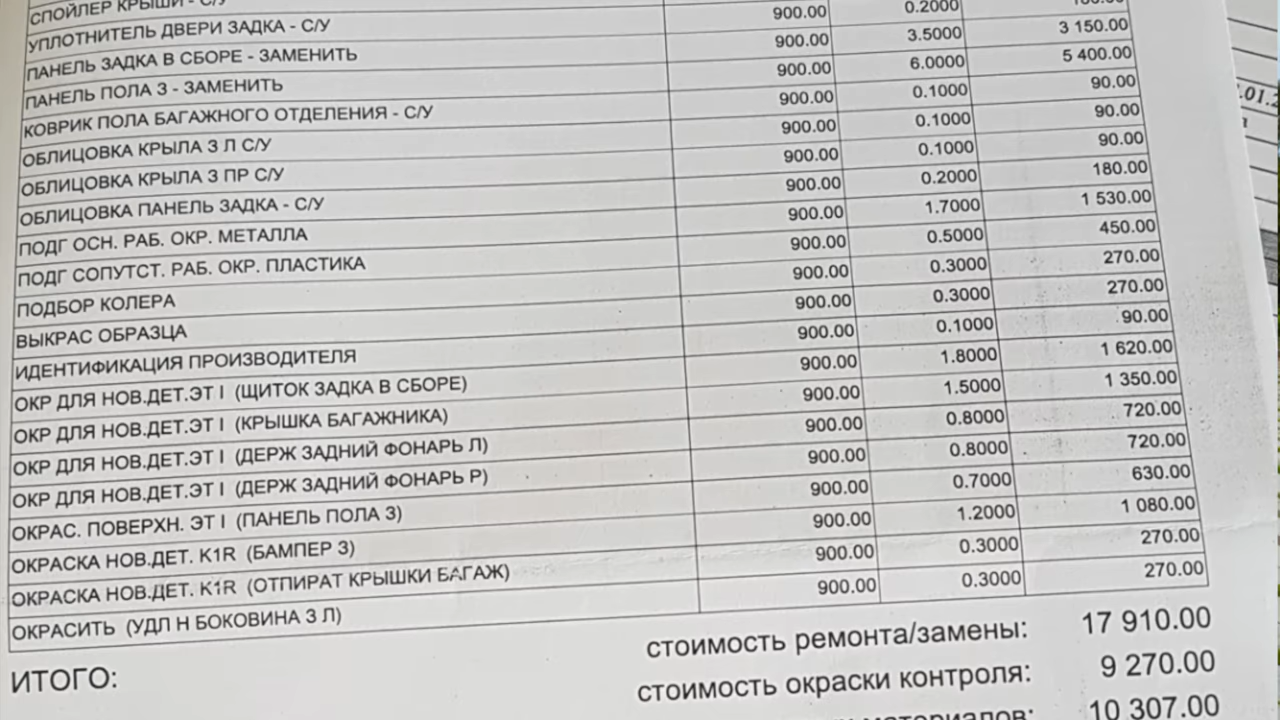 СПОЙЛЕР КРЫШИ - С/У
УПЛОТНИТЕЛЬ ДВЕРИ ЗАДКА - С/У 900.00 0.2000
ПАНЕЛЬ ЗАДКА В СБОРЕ - ЗАМЕНИТЬ 900.00 3.5000 3 150.00
ПАНЕЛЬ ПОЛА З - ЗАМЕНИТЬ 900.00 6.0000 5 400.00
КОВРИК ПОЛА БАГАЖНОГО ОТДЕЛЕНИЯ - С/У 900.00 0.1000 90.00
ОБЛИЦОВКА КРЫЛА З Л С/У 900.00 0.1000 90.00
ОБЛИЦОВКА КРЫЛА З ПР С/У 900.00 0.1000 90.00
ОБЛИЦОВКА ПАНЕЛЬ ЗАДКА - С/У 900.00 0.2000 180.00
ПОДГ ОСН. РАБ. ОКР. МЕТАЛЛА 900.00 1.7000 1 530.00
ПОДГ СОПУТСТ. РАБ. ОКР. ПЛАСТИКА 900.00 0.5000 450.00
ПОДБОР КОЛЕРА 900.00 0.3000 270.00
ВЫКРАС ОБРАЗЦА 900.00 0.3000 270.00
ИДЕНТИФИКАЦИЯ ПРОИЗВОДИТЕЛЯ 900.00 0.1000 90.00
ОКР ДЛЯ НОВ.ДЕТ.ЭТ I (ЩИТОК ЗАДКА В СБОРЕ) 900.00 1.8000 1 620.00
ОКР ДЛЯ НОВ.ДЕТ.ЭТ I (КРЫШКА БАГАЖНИКА) 900.00 1.5000 1 350.00
ОКР ДЛЯ НОВ.ДЕТ.ЭТ I (ДЕРЖ ЗАДНИЙ ФОНАРЬ Л) 900.00 0.8000 720.00
ОКР ДЛЯ НОВ.ДЕТ.ЭТ I (ДЕРЖ ЗАДНИЙ ФОНАРЬ Р) 900.00 0.8000 720.00
ОКРАС. ПОВЕРХН. ЭТ I (ПАНЕЛЬ ПОЛА З) 900.00 0.7000 630.00
ОКРАСКА НОВ.ДЕТ. K1R (БАМПЕР З) 900.00 1.2000 1 080.00
ОКРАСКА НОВ.ДЕТ. K1R (ОТПИРАТ КРЫШКИ БАГАЖ) 900.00 0.3000 270.00
ОКРАСИТЬ (УДЛ Н БОКОВИНА З Л) 900.00 0.3000 270.00
ИТОГО: стоимость ремонта/замены: 17 910.00
стоимость окраски контроля: 9 270.00
материалов: 10 307.00